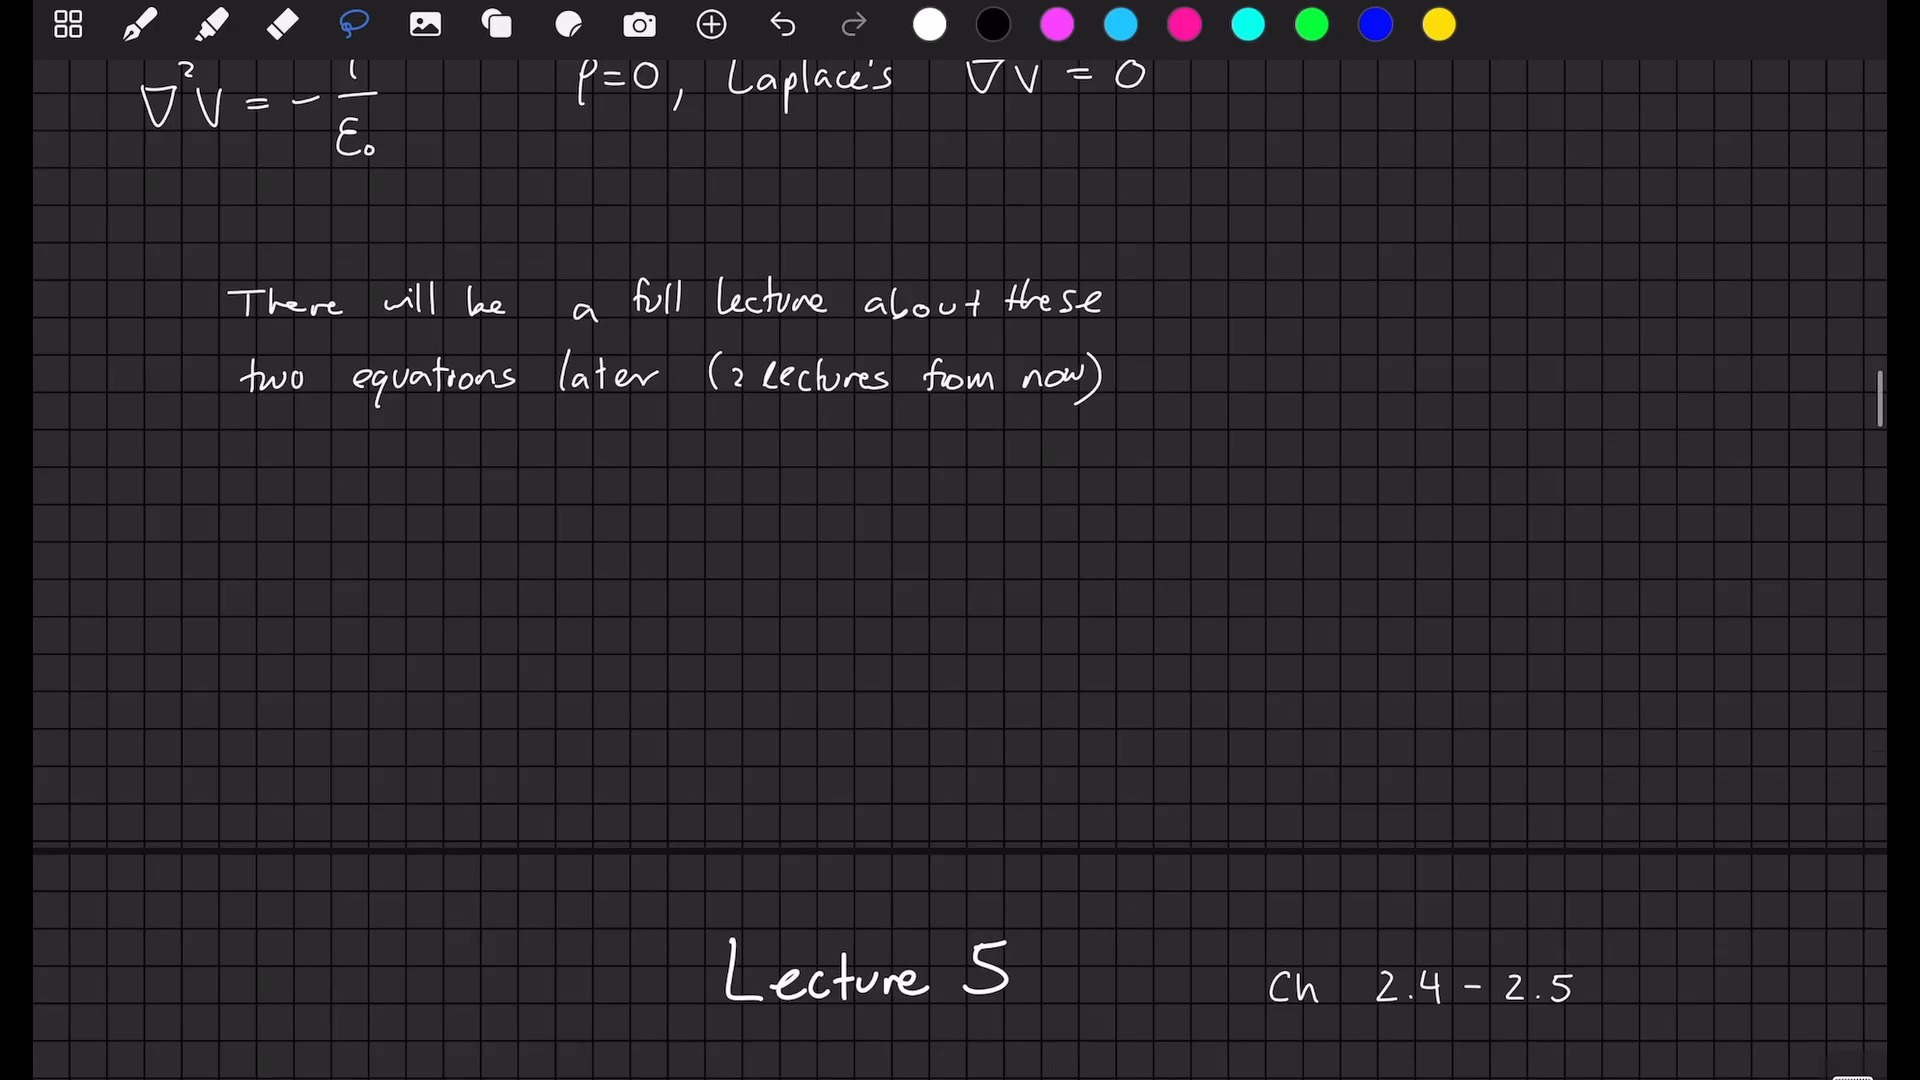 ∇²V = - / ε₀
ρ=0, Laplace's ∇V = 0
There will be a full lecture about these
two equations later (2 lectures from now)
Lecture 5
Ch 2.4 - 2.5